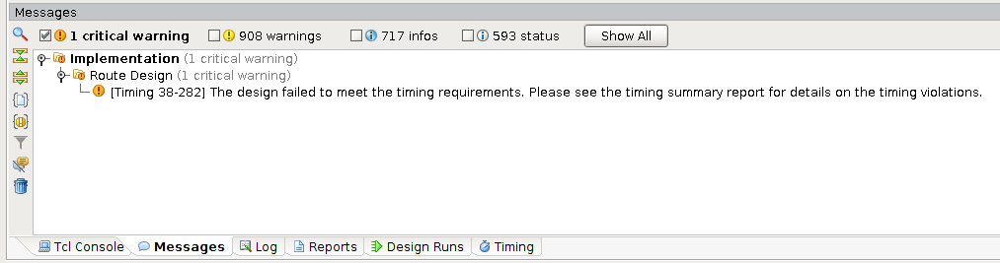 Messages
1 critical warning 908 warnings 717 infos 593 status Show All
Implementation (1 critical warning)
Route Design (1 critical warning)
[Timing 38-282] The design failed to meet the timing requirements. Please see the timing summary report for details on the timing violations.
Tcl Console Messages Log Reports Design Runs Timing